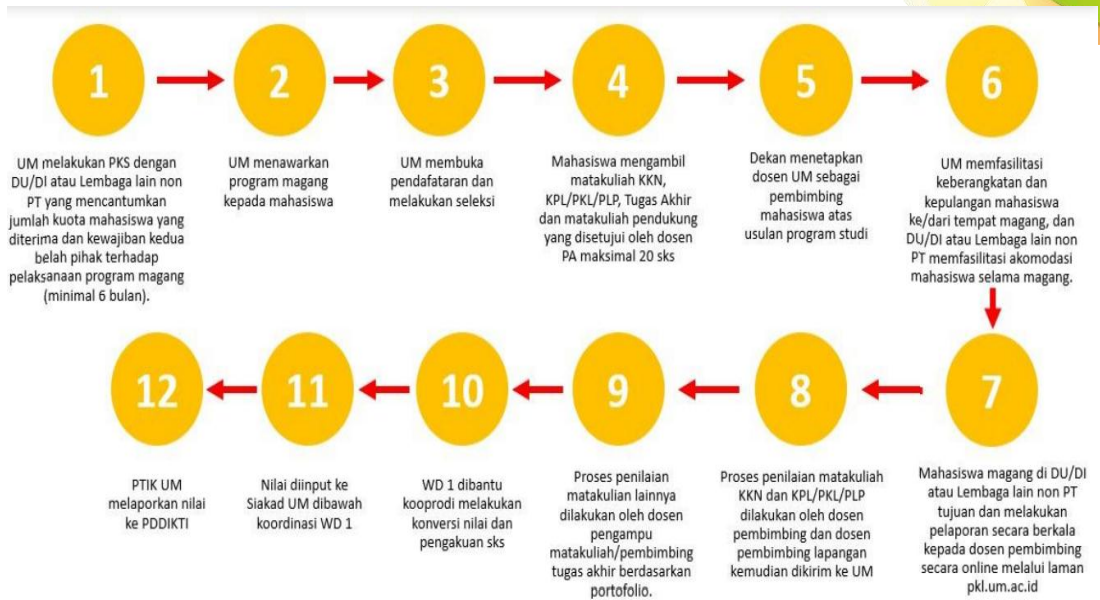 1
UM melakukan PKS dengan
DU/DI atau Lembaga lain non
PT yang mencantumkan
jumlah kuota mahasiswa yang
diterima dan kewajiban kedua
belah pihak terhadap
pelaksanaan program magang
(minimal 6 bulan).
2
UM menawarkan
program magang
kepada mahasiswa
3
UM membuka
pendafataran dan
melakukan seleksi
4
Mahasiswa mengambil
matakuliah KKN,
KPL/PKL/PLP, Tugas Akhir
dan matakuliah pendukung
yang disetujui oleh dosen
PA maksimal 20 sks
5
Dekan menetapkan
dosen UM sebagai
pembimbing
mahasiswa atas
usulan program studi
6
UM memfasilitasi
keberangkatan dan
kepulangan mahasiswa
ke/dari tempat magang, dan
DU/DI atau Lembaga lain non
PT memfasilitasi akomodasi
mahasiswa selama magang.
7
Mahasiswa magang di DU/DI
atau Lembaga lain non PT
tujuan dan melakukan
pelaporan secara berkala
kepada dosen pembimbing
secara online melalui laman
pkl.um.ac.id
8
Proses penilaian matakuliah
KKN dan KPL/PKL/PLP
dilakukan oleh dosen
pembimbing dan dosen
pembimbing lapangan
kemudian dikirim ke UM
9
Proses penilaian
matakulian lainnya
dilakukan oleh dosen
pengampu
matakuliah/pembimbing
tugas akhir berdasarkan
portofolio.
10
WD 1 dibantu
kooprodi melakukan
konversi nilai dan
pengakuan sks
11
Nilai diinput ke
Siakad UM dibawah
koordinasi WD 1
12
PTIK UM
melaporkan nilai
ke PDDIKTI